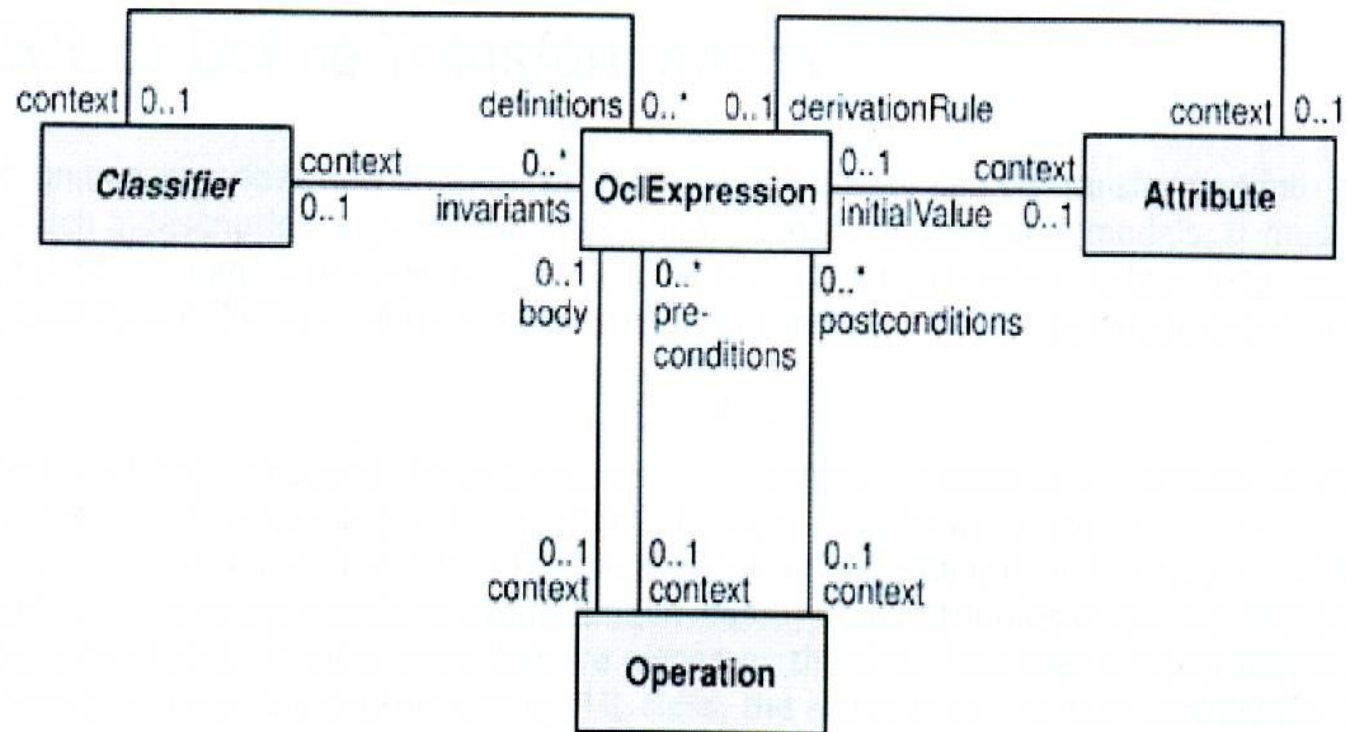 context 0..1 definitions 0..* 0..1 derivationRule context 0..1
Classifier
context 0..*
0..1 invariants
OclExpression
0..1 context
initialValue 0..1
Attribute
0..1 0..* 0..*
body pre- postconditions
conditions
0..1 0..1 0..1
context context context
Operation